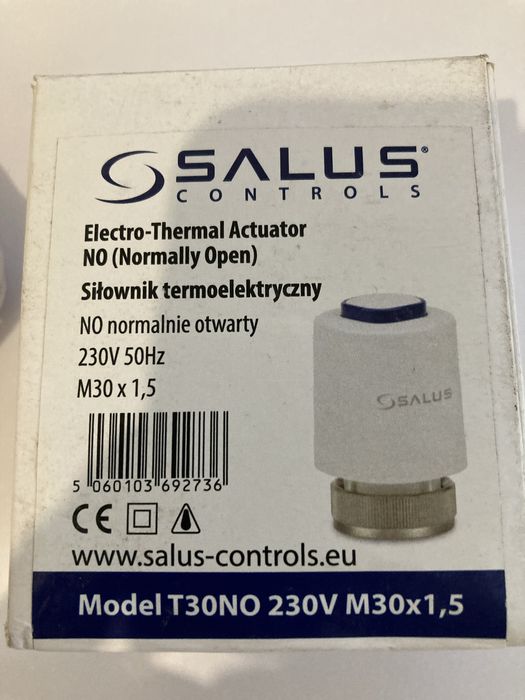 SALUS®
CONTROLS
Electro-Thermal Actuator
NO (Normally Open)
Siłownik termoelektryczny
NO normalnie otwarty
230V 50Hz
M30 x 1,5
SALUS
5 060103 692736
CE
www.salus-controls.eu
Model T30NO 230V M30x1,5